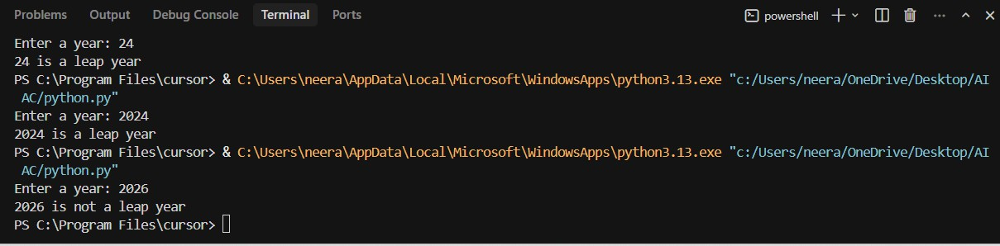 Problems Output Debug Console Terminal Ports powershell
Enter a year: 24
24 is a leap year
PS C:\Program Files\cursor> & C:\Users\neera\AppData\Local\Microsoft\WindowsApps\python3.13.exe "c:/Users/neera/OneDrive/Desktop/AI
AC/python.py"
Enter a year: 2024
2024 is a leap year
PS C:\Program Files\cursor> & C:\Users\neera\AppData\Local\Microsoft\WindowsApps\python3.13.exe "c:/Users/neera/OneDrive/Desktop/AI
AC/python.py"
Enter a year: 2026
2026 is not a leap year
PS C:\Program Files\cursor>